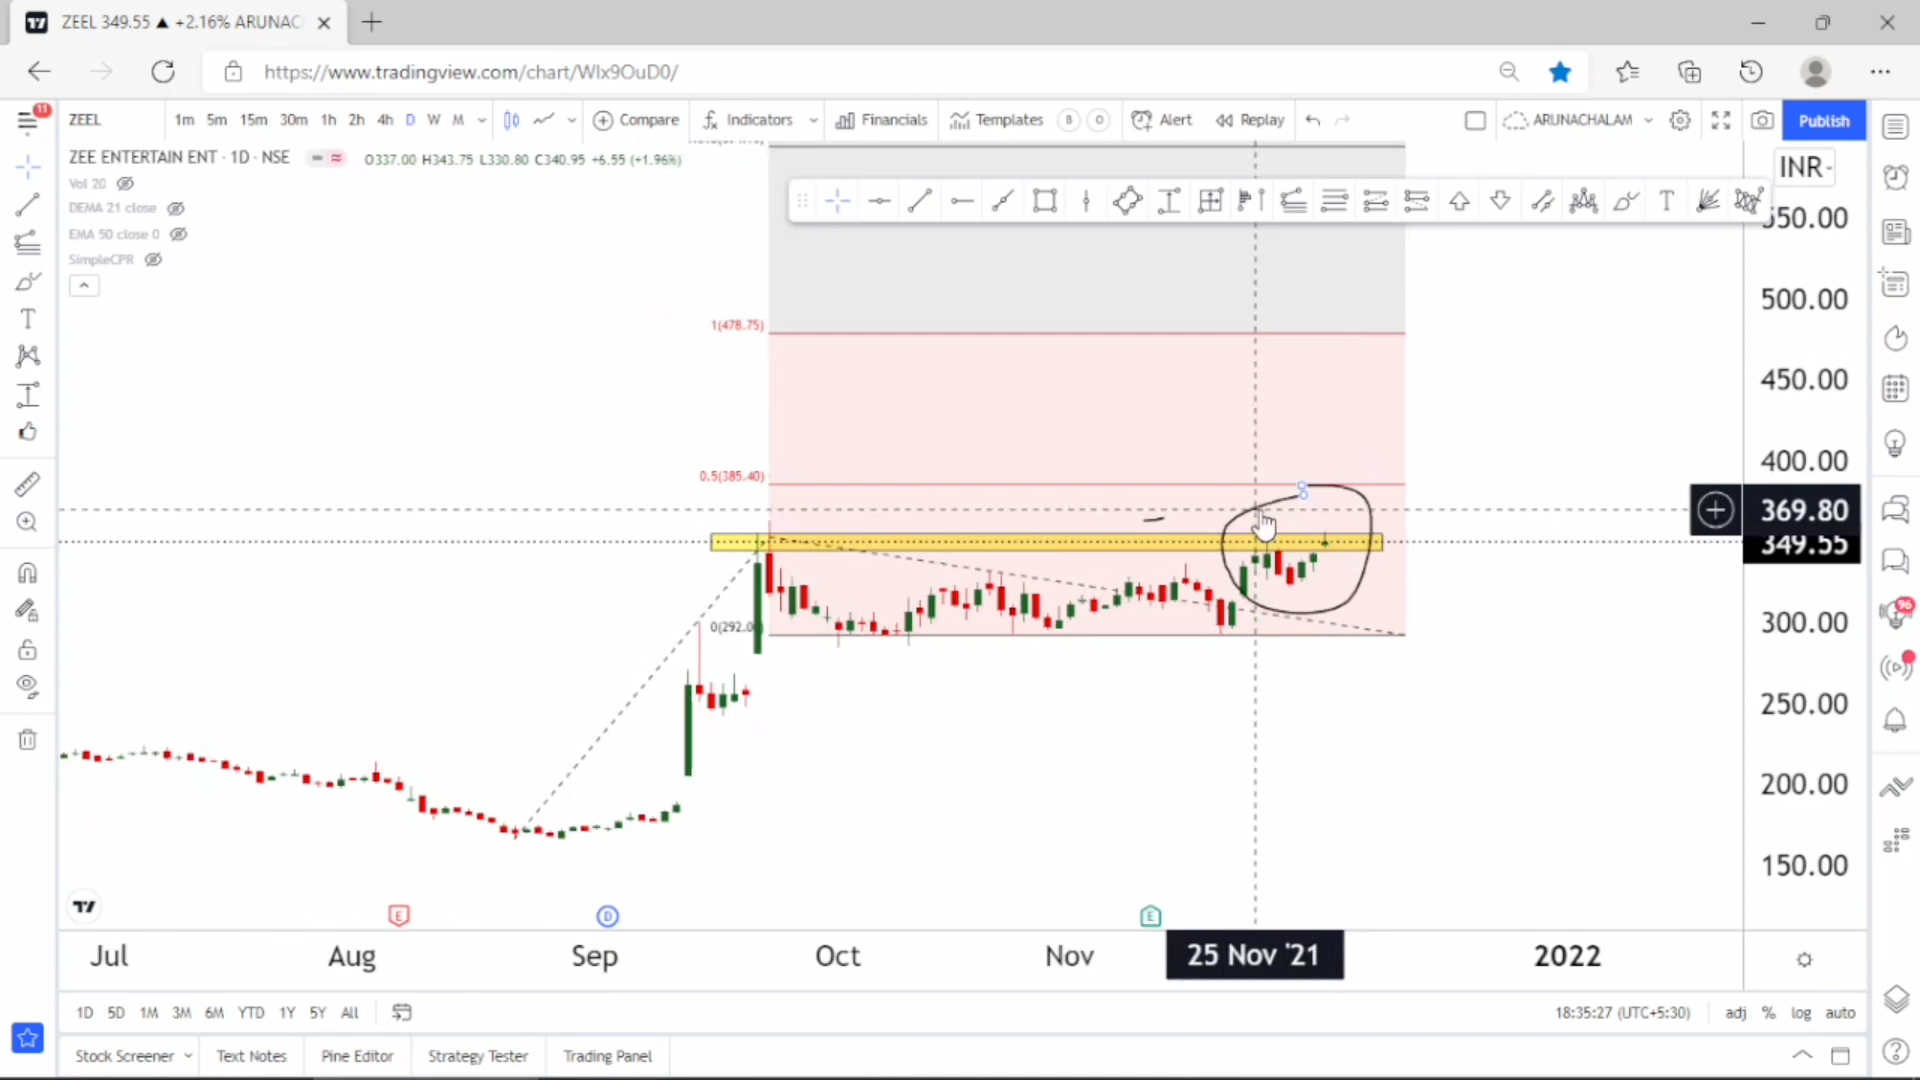 ZEEL 349.55 ▲ +2.16% ARUNAC
https://www.tradingview.com/chart/WIx9OuD0/
11
ZEEL 1m 5m 15m 30m 1h 2h 4h D W M Compare Indicators Financials Templates B O Alert Replay ARUNACHALAM Publish
ZEE ENTERTAIN ENT · 1D · NSE O337.00 H343.75 L330.80 C340.95 +6.55 (+1.96%)
INR
Vol 20
DEMA 21 close
EMA 50 close 0
SimpleCPR
550.00
500.00
1(478.75)
450.00
0.5(385.40)
400.00
369.80
349.55
96
300.00
0(292.0
250.00
200.00
150.00
E D E
Jul Aug Sep Oct Nov 25 Nov '21 2022
1D 5D 1M 3M 6M YTD 1Y 5Y All 18:35:27 (UTC+5:30) adj % log auto
Stock Screener Text Notes Pine Editor Strategy Tester Trading Panel